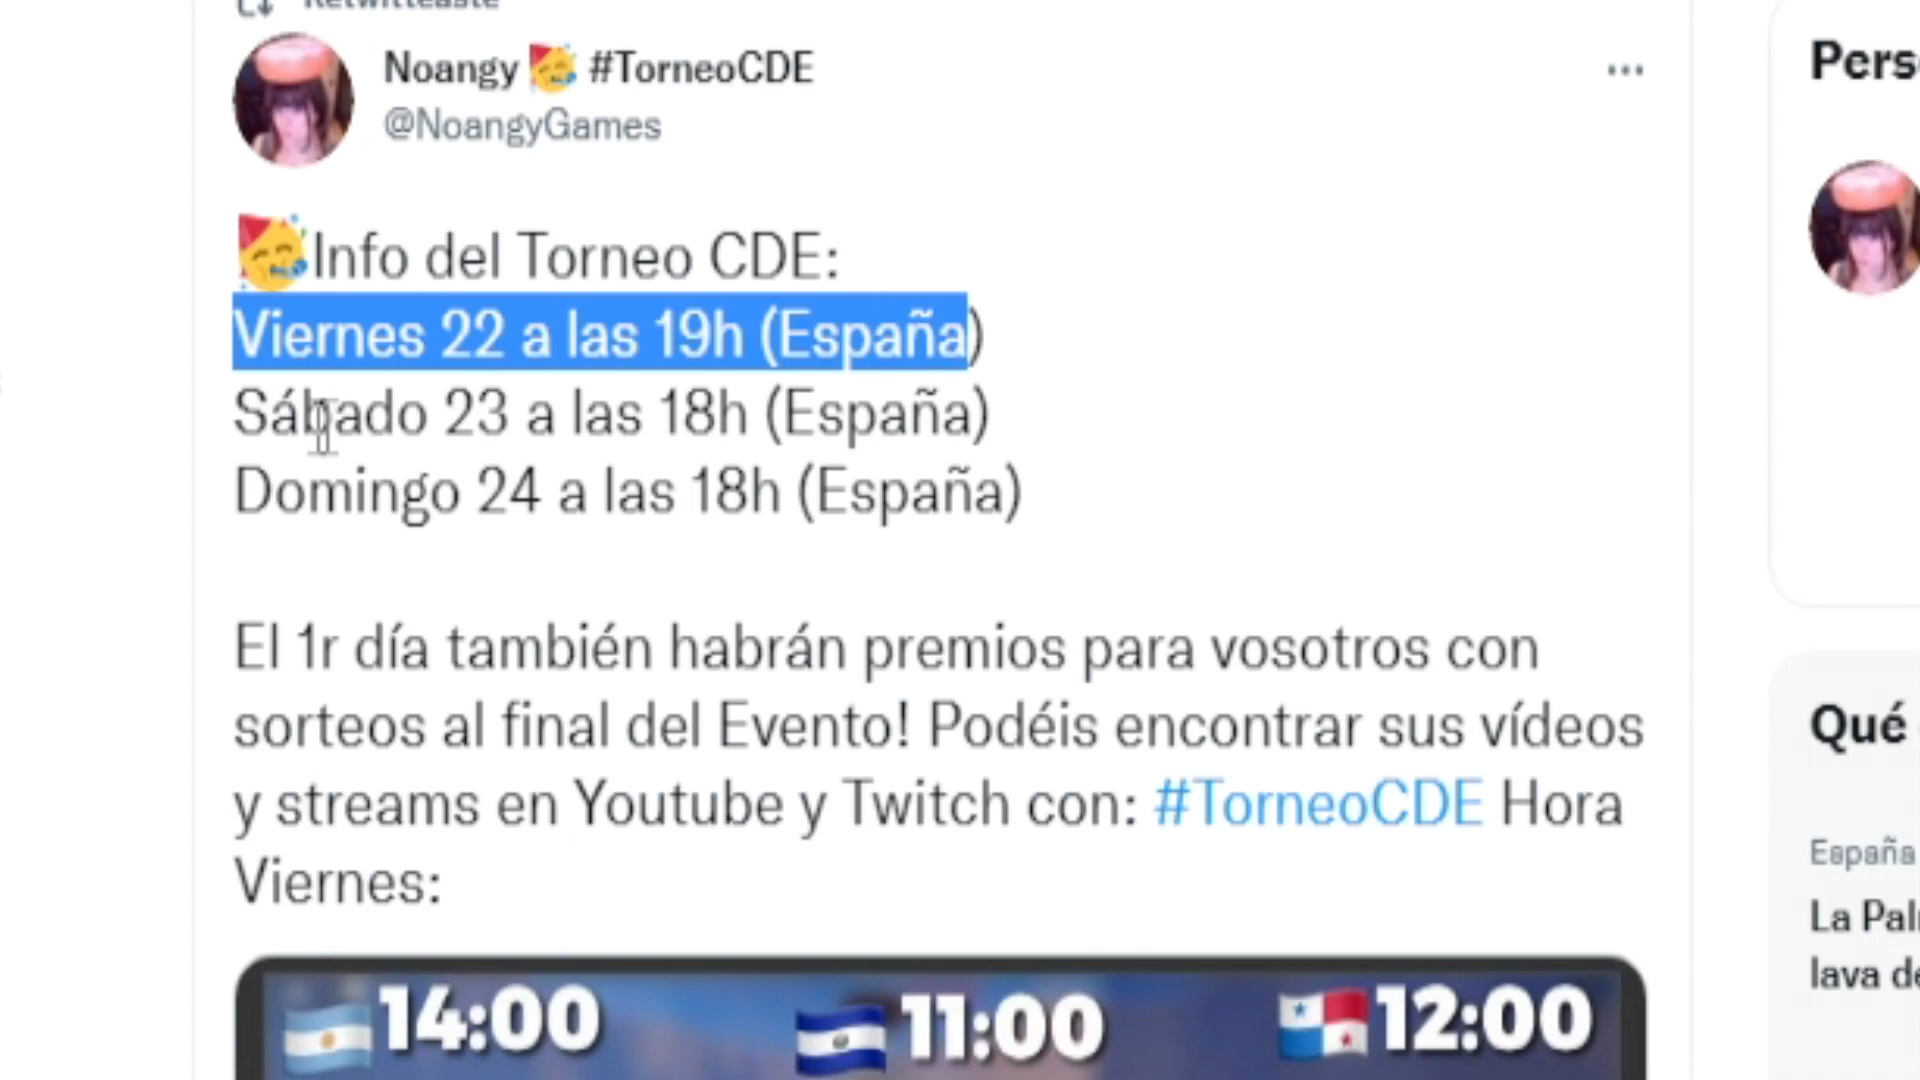 Retwitteaste
Noangy 🥳 #TorneoCDE
@NoangyGames
🥳Info del Torneo CDE:
Viernes 22 a las 19h (España)
Sábado 23 a las 18h (España)
Domingo 24 a las 18h (España)
El 1r día también habrán premios para vosotros con
sorteos al final del Evento! Podéis encontrar sus vídeos
y streams en Youtube y Twitch con: #TorneoCDE Hora
Viernes:
14:00 11:00 12:00
Pers
Qué
España
La Pal
lava de